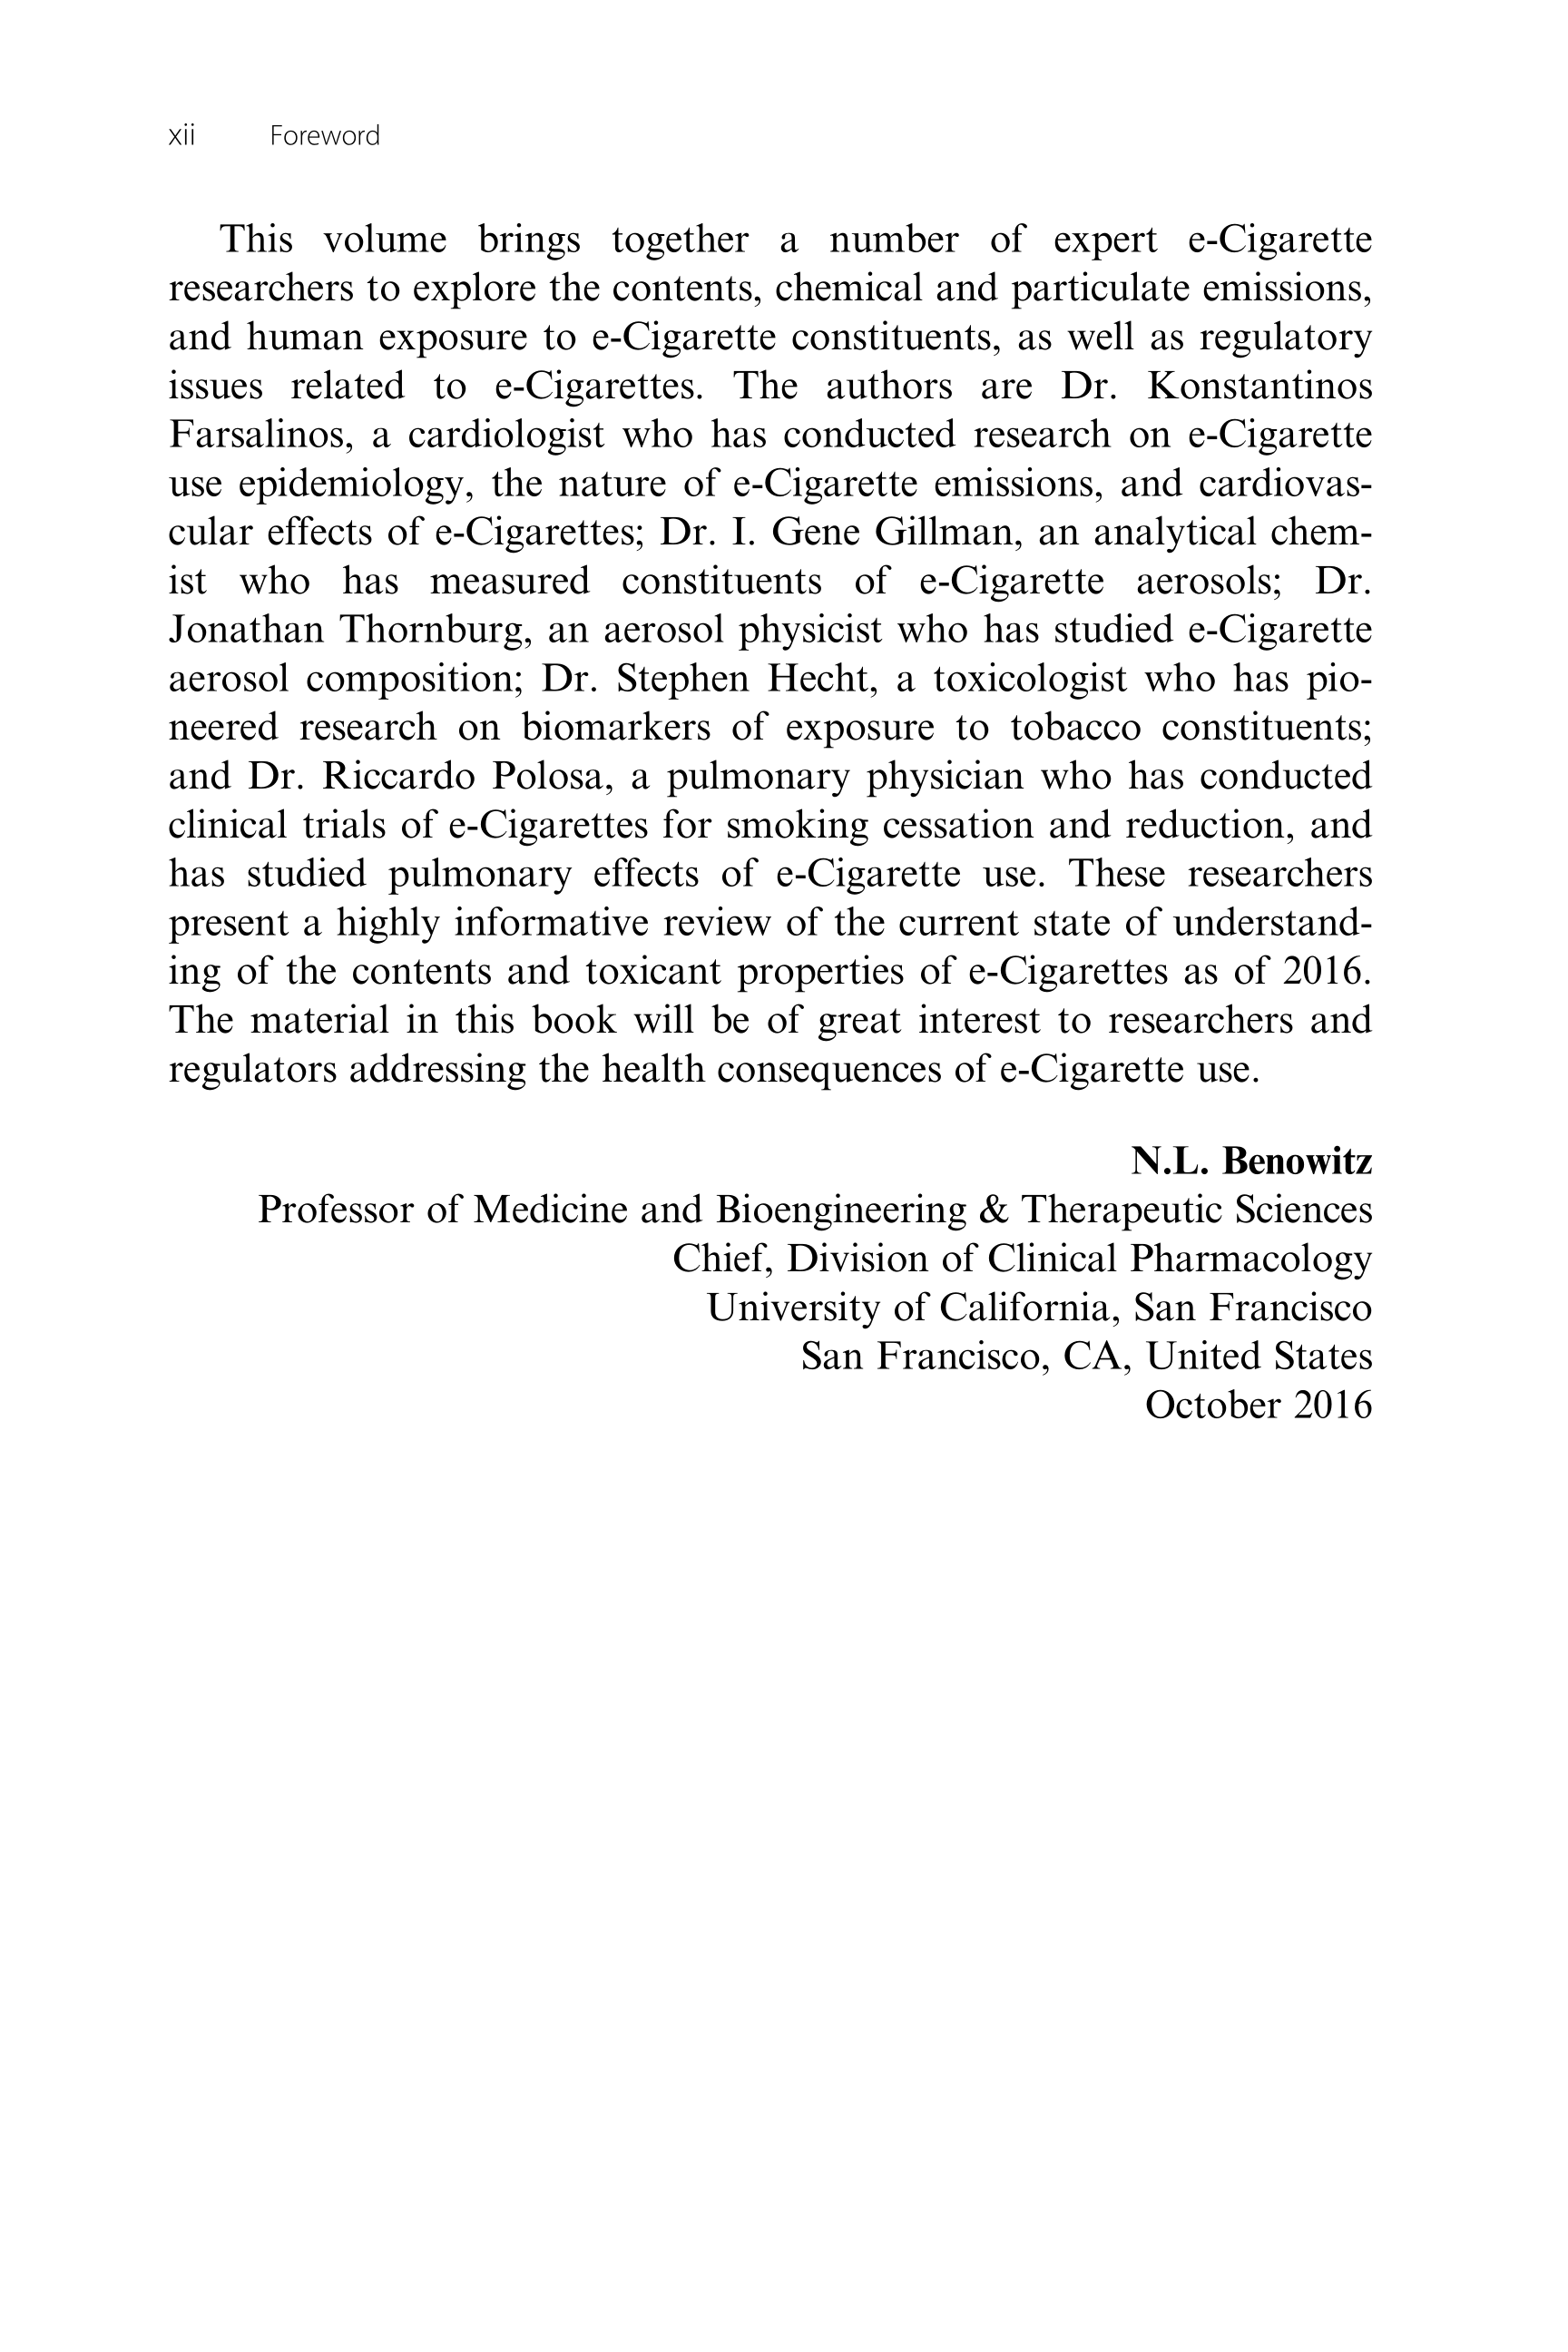 xii Foreword
This volume brings together a number of expert e-Cigarette
researchers to explore the contents, chemical and particulate emissions,
and human exposure to e-Cigarette constituents, as well as regulatory
issues related to e-Cigarettes. The authors are Dr. Konstantinos
Farsalinos, a cardiologist who has conducted research on e-Cigarette
use epidemiology, the nature of e-Cigarette emissions, and cardiovas-
cular effects of e-Cigarettes; Dr. I. Gene Gillman, an analytical chem-
ist who has measured constituents of e-Cigarette aerosols; Dr.
Jonathan Thornburg, an aerosol physicist who has studied e-Cigarette
aerosol composition; Dr. Stephen Hecht, a toxicologist who has pio-
neered research on biomarkers of exposure to tobacco constituents;
and Dr. Riccardo Polosa, a pulmonary physician who has conducted
clinical trials of e-Cigarettes for smoking cessation and reduction, and
has studied pulmonary effects of e-Cigarette use. These researchers
present a highly informative review of the current state of understand-
ing of the contents and toxicant properties of e-Cigarettes as of 2016.
The material in this book will be of great interest to researchers and
regulators addressing the health consequences of e-Cigarette use.
N.L. Benowitz
Professor of Medicine and Bioengineering & Therapeutic Sciences
Chief, Division of Clinical Pharmacology
University of California, San Francisco
San Francisco, CA, United States
October 2016